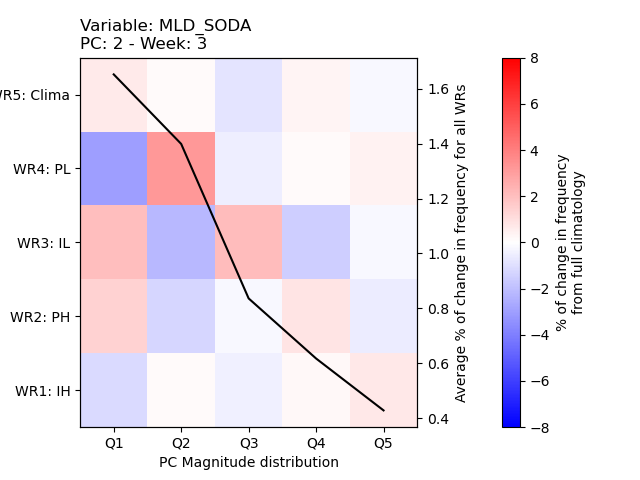 Variable: MLD_SODA
PC: 2 - Week: 3
WR5: Clima
WR4: PL
WR3: IL
WR2: PH
WR1: IH
Q1 Q2 Q3 Q4 Q5
PC Magnitude distribution
1.6
1.4
1.2
1.0
0.8
0.6
0.4
Average % of change in frequency for all WRs
8
6
4
2
0
−2
−4
−6
−8
% of change in frequency
from full climatology